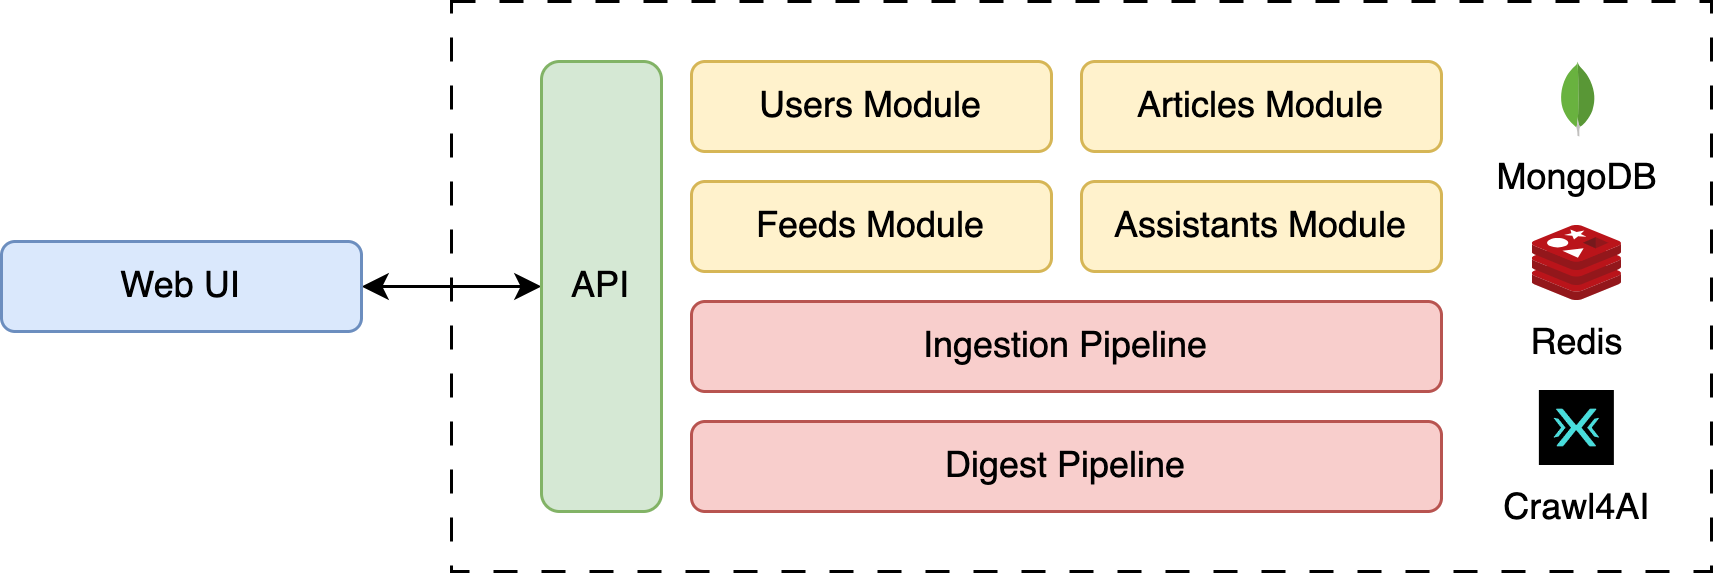 Web UI
API
Users Module
Articles Module
Feeds Module
Assistants Module
Ingestion Pipeline
Digest Pipeline
MongoDB
Redis
Crawl4AI